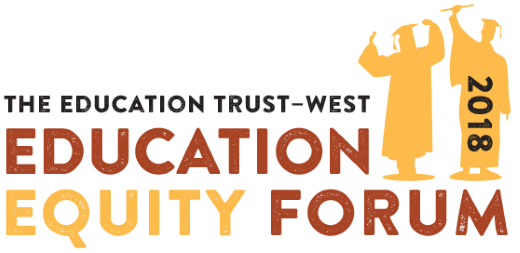 THE EDUCATION TRUST–WEST
EDUCATION
EQUITY FORUM
2018